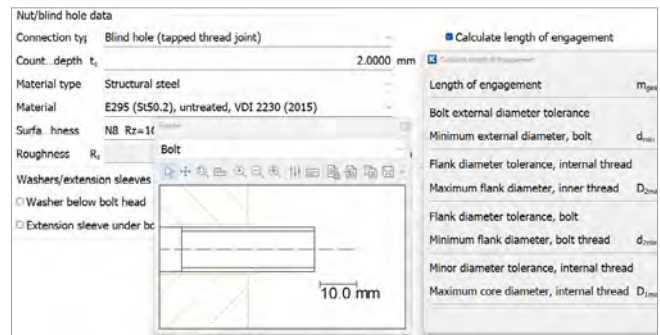 Nut/blind hole data
Connection typ Blind hole (tapped thread joint)
Count...depth t
2.0000 mm
Material type Structural steel
Material E295 (St50.2), untreated, VDI 2230 (2015)
Surfa hness N8 Rz=
Roughness R
Washers/extension sleeves
Washer below bolt head
Extension sleeve under
Bolt
10.0 mm
Calculate length of engagement
Length of engagement
Bolt external diameter tolerance
Minimum external diameter, bolt
Flank diameter tolerance, internal thread
Maximum flank diameter, inner thread
Flank diameter tolerance, bolt
Minimum flank diameter, bolt thread
Minor diameter tolerance, internal thread
Maximum core diameter, internal thread